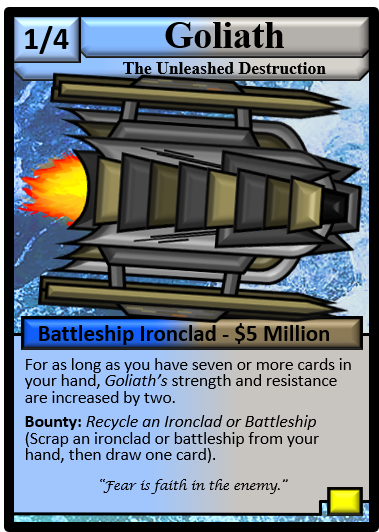 1/4
Goliath
The Unleashed Destruction
Battleship Ironclad - $5 Million
For as long as you have seven or more cards in
your hand, Goliath's strength and resistance
are increased by two.
Bounty: Recycle an Ironclad or Battleship
(Scrap an ironclad or battleship from your
hand, then draw one card).
"Fear is faith in the enemy."